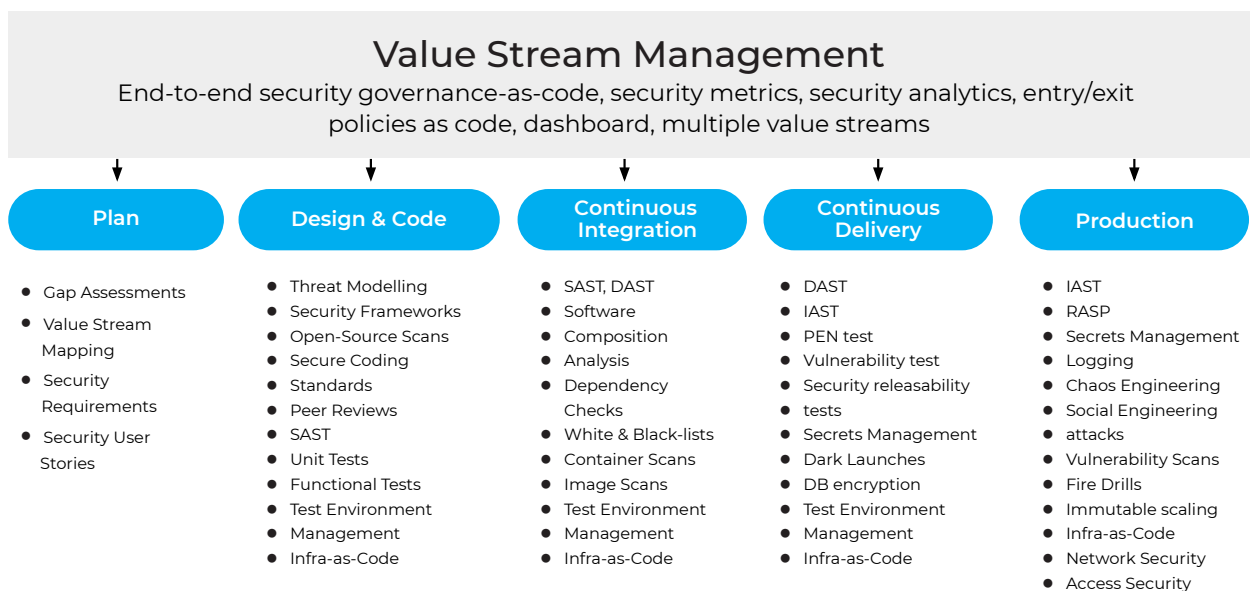 Value Stream Management
End-to-end security governance-as-code, security metrics, security analytics, entry/exit
policies as code, dashboard, multiple value streams
Plan
● Gap Assessments
● Value Stream
Mapping
● Security
Requirements
● Security User
Stories
Design & Code
● Threat Modelling
● Security Frameworks
● Open-Source Scans
● Secure Coding
● Standards
● Peer Reviews
● SAST
● Unit Tests
● Functional Tests
● Test Environment
● Management
● Infra-as-Code
Continuous
Integration
● SAST, DAST
● Software
● Composition
● Analysis
● Dependency
Checks
● White & Black-lists
● Container Scans
● Image Scans
● Test Environment
● Management
● Infra-as-Code
Continuous
Delivery
● DAST
● IAST
● PEN test
● Vulnerability test
● Security releasability
● tests
● Secrets Management
● Dark Launches
● DB encryption
● Test Environment
● Management
● Infra-as-Code
Production
● IAST
● RASP
● Secrets Management
● Logging
● Chaos Engineering
● Social Engineering
● attacks
● Vulnerability Scans
● Fire Drills
● Immutable scaling
● Infra-as-Code
● Network Security
● Access Security